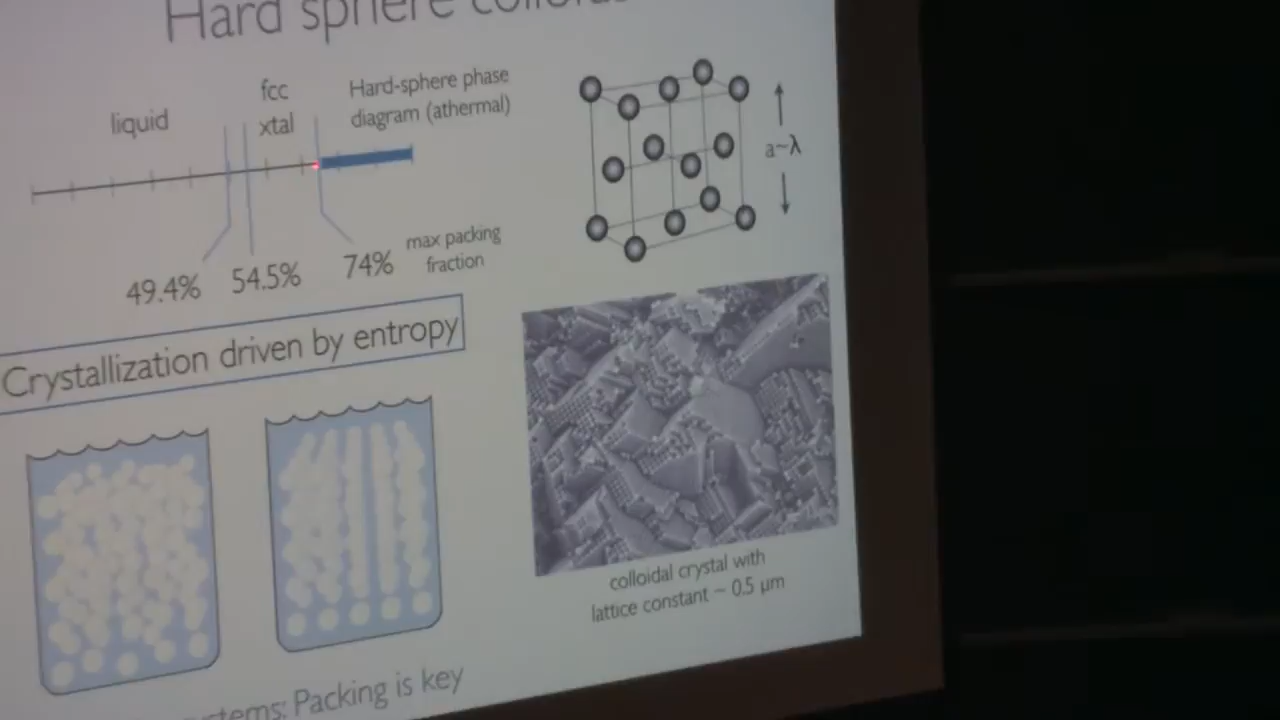 Hard sphere
liquid
fcc
xtal
Hard-sphere phase
diagram (athermal)
a~λ
49.4%
54.5%
74%
max packing
fraction
Crystallization driven by entropy
colloidal crystal with
lattice constant ~ 0.5 µm
Packing is key